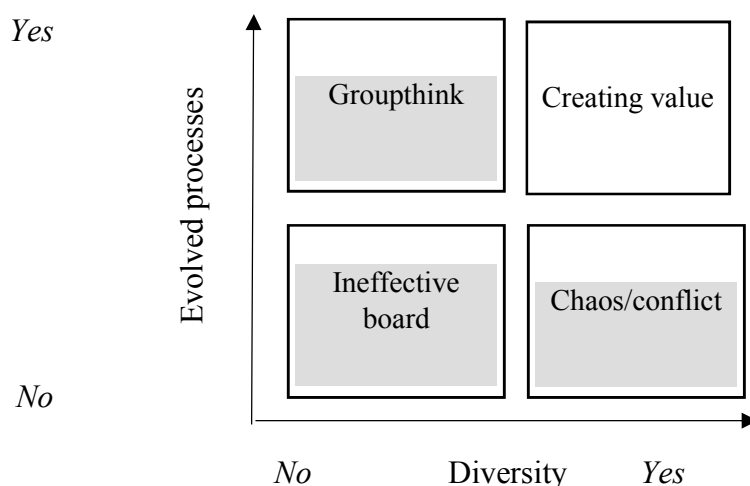 Yes
Groupthink
Creating value
Evolved processes
Ineffective
board
Chaos/conflict
No
No
Diversity
Yes